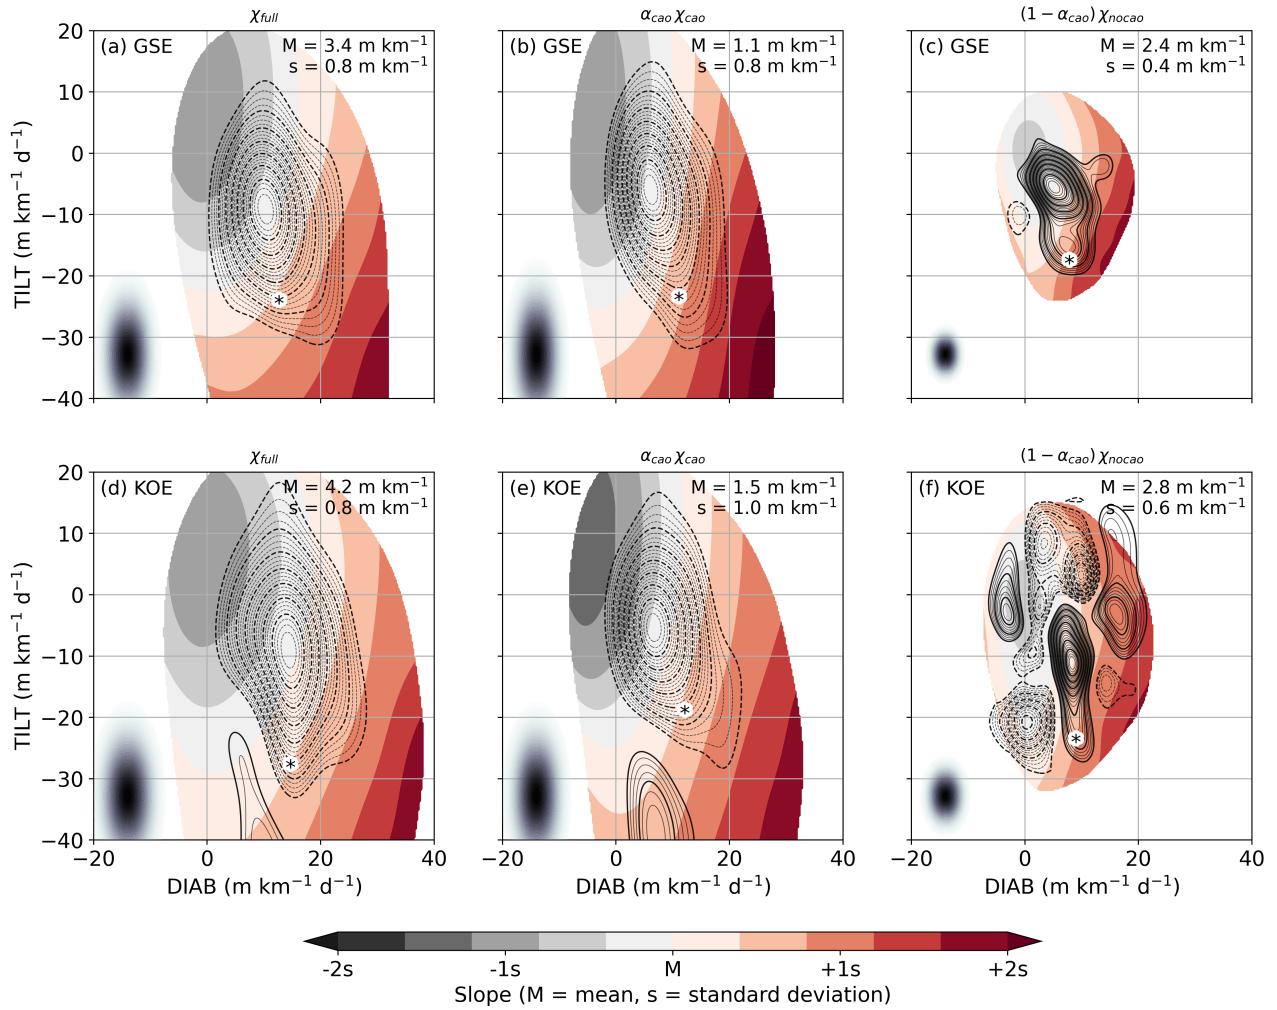 χfull
αcao χcao
(1 − αcao) χnocao
(a) GSE
M = 3.4 m km⁻¹
s = 0.8 m km⁻¹
(b) GSE
M = 1.1 m km⁻¹
s = 0.8 m km⁻¹
(c) GSE
M = 2.4 m km⁻¹
s = 0.4 m km⁻¹
TILT (m km⁻¹ d⁻¹)
20
10
0
−10
−20
−30
−40
*
*
*
χfull
αcao χcao
(1 − αcao) χnocao
(d) KOE
M = 4.2 m km⁻¹
s = 0.8 m km⁻¹
(e) KOE
M = 1.5 m km⁻¹
s = 1.0 m km⁻¹
(f) KOE
M = 2.8 m km⁻¹
s = 0.6 m km⁻¹
TILT (m km⁻¹ d⁻¹)
20
10
0
−10
−20
−30
−40
*
*
*
−20 0 20 40
−20 0 20 40
−20 0 20 40
DIAB (m km⁻¹ d⁻¹)
DIAB (m km⁻¹ d⁻¹)
DIAB (m km⁻¹ d⁻¹)
-2s -1s M +1s +2s
Slope (M = mean, s = standard deviation)